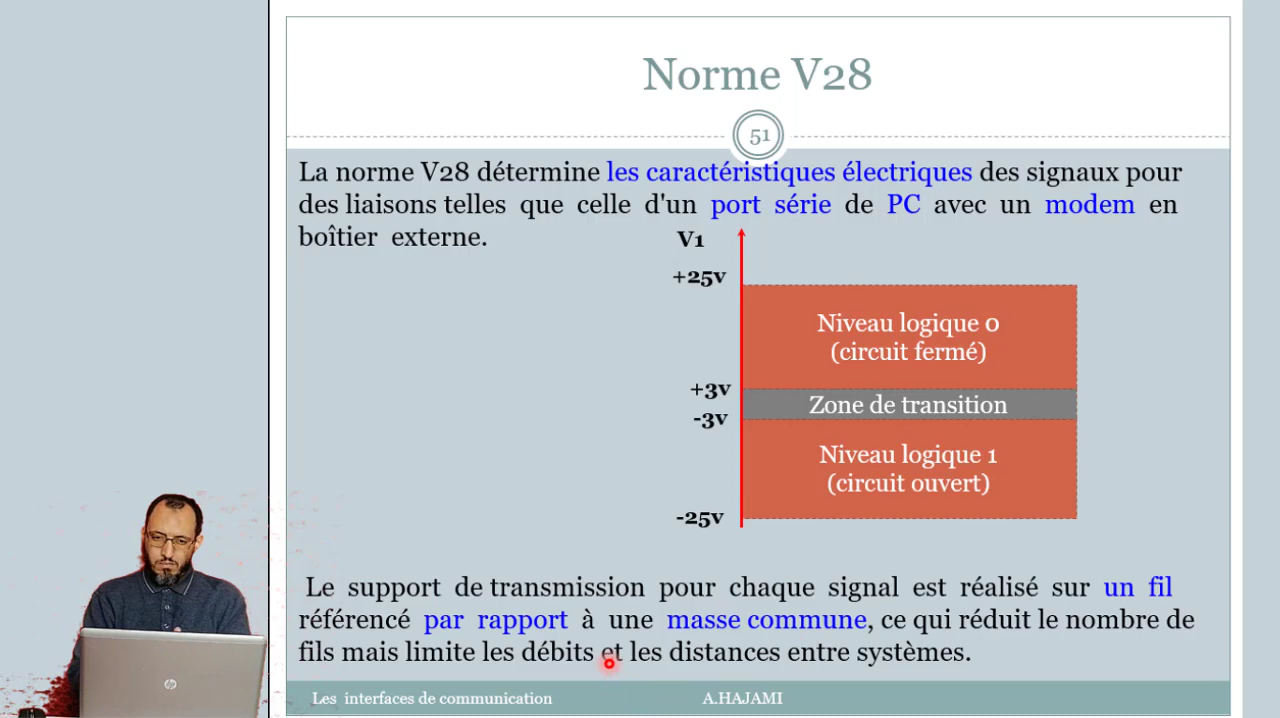 Norme V28
51
La norme V28 détermine les caractéristiques électriques des signaux pour
des liaisons telles que celle d'un port série de PC avec un modem en
boîtier externe.
V1
+25v
Niveau logique 0
(circuit fermé)
+3v
Zone de transition
-3v
Niveau logique 1
(circuit ouvert)
-25v
Le support de transmission pour chaque signal est réalisé sur un fil
référencé par rapport à une masse commune, ce qui réduit le nombre de
fils mais limite les débits et les distances entre systèmes.
Les interfaces de communication
A.HAJAMI